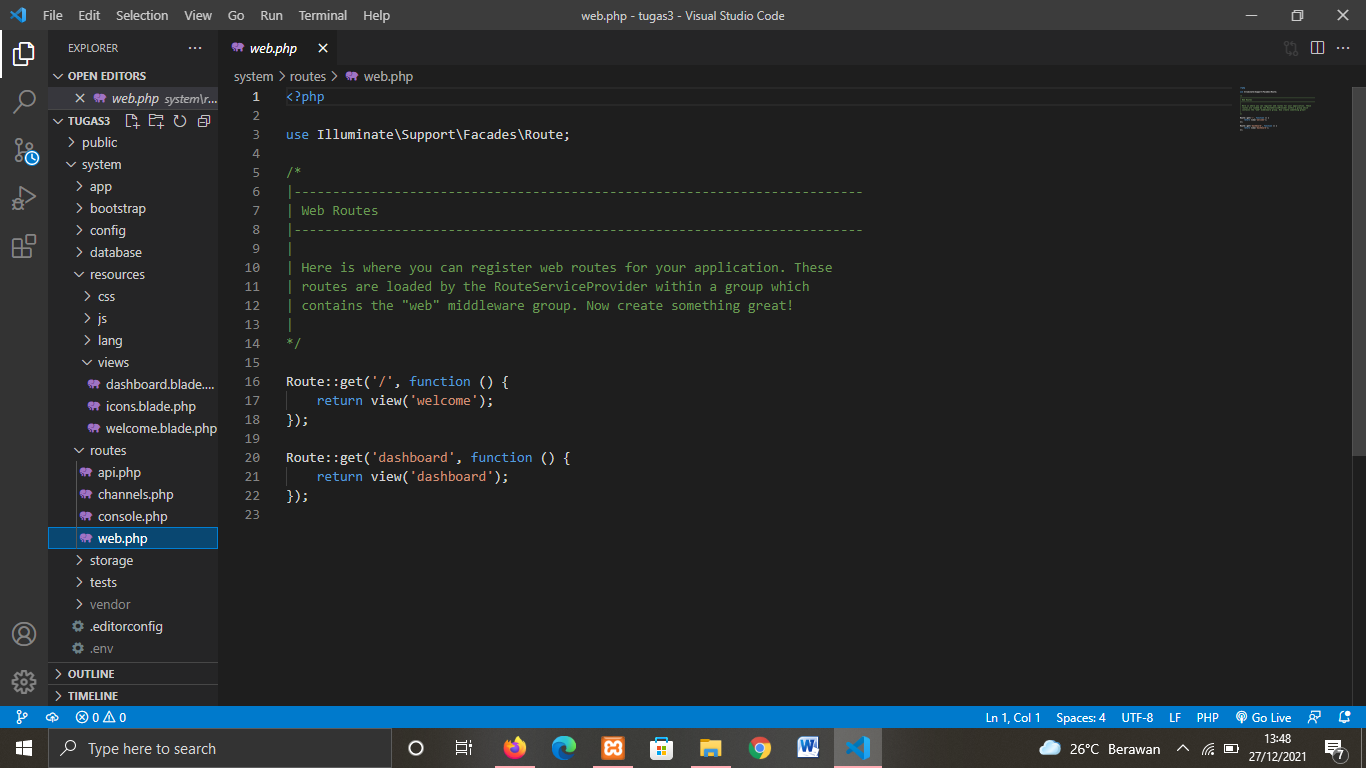 File Edit Selection View Go Run Terminal Help
web.php - tugas3 - Visual Studio Code
EXPLORER
OPEN EDITORS
web.php system\r...
TUGAS3
public
system
app
bootstrap
config
database
resources
css
js
lang
views
dashboard.blade....
icons.blade.php
welcome.blade.php
routes
api.php
channels.php
console.php
web.php
storage
tests
vendor
.editorconfig
.env
OUTLINE
TIMELINE
web.php
system > routes > web.php
1 <?php
2
3 use Illuminate\Support\Facades\Route;
4
5 /*
6 |--------------------------------------------------------------------------
7 | Web Routes
8 |--------------------------------------------------------------------------
9 |
10 | Here is where you can register web routes for your application. These
11 | routes are loaded by the RouteServiceProvider within a group which
12 | contains the "web" middleware group. Now create something great!
13 |
14 */
15
16 Route::get('/', function () {
17     return view('welcome');
18 });
19
20 Route::get('dashboard', function () {
21     return view('dashboard');
22 });
23
0 0
Ln 1, Col 1 Spaces: 4 UTF-8 LF PHP Go Live
Type here to search
26°C Berawan
13:48
27/12/2021
7